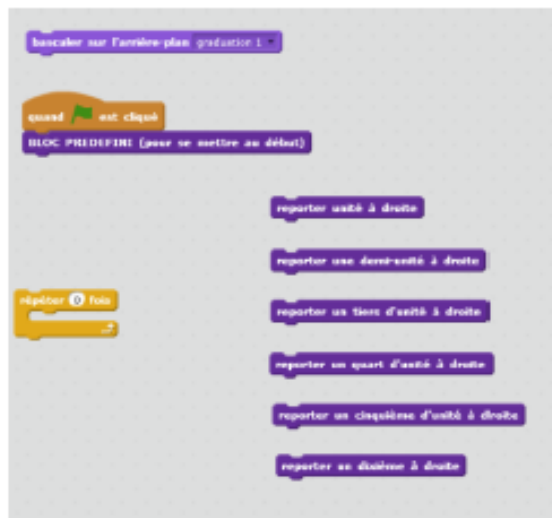 basculer sur l'arrière-plan graduation 1
quand est cliqué
BLOC PREDEFINI (pour se mettre au début)
reporter unité à droite
reporter une demi-unité à droite
répéter 0 fois
reporter un tiers d'unité à droite
reporter un quart d'unité à droite
reporter un cinquième d'unité à droite
reporter un dixième à droite